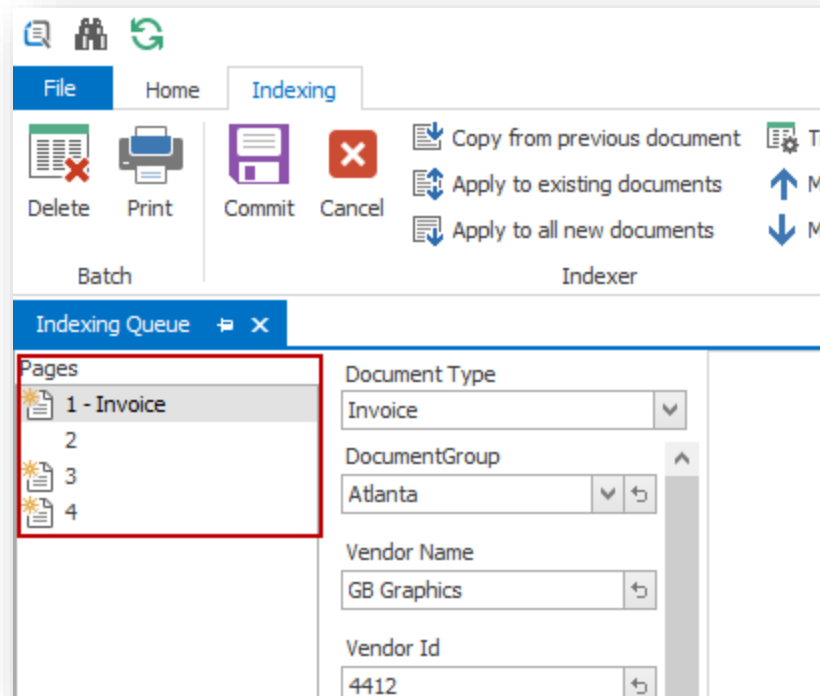 File Home Indexing
Copy from previous document
Apply to existing documents
Apply to all new documents
Delete Print Commit Cancel
Batch Indexer
Indexing Queue
Pages
1 - Invoice
2
3
4
Document Type
Invoice
DocumentGroup
Atlanta
Vendor Name
GB Graphics
Vendor Id
4412